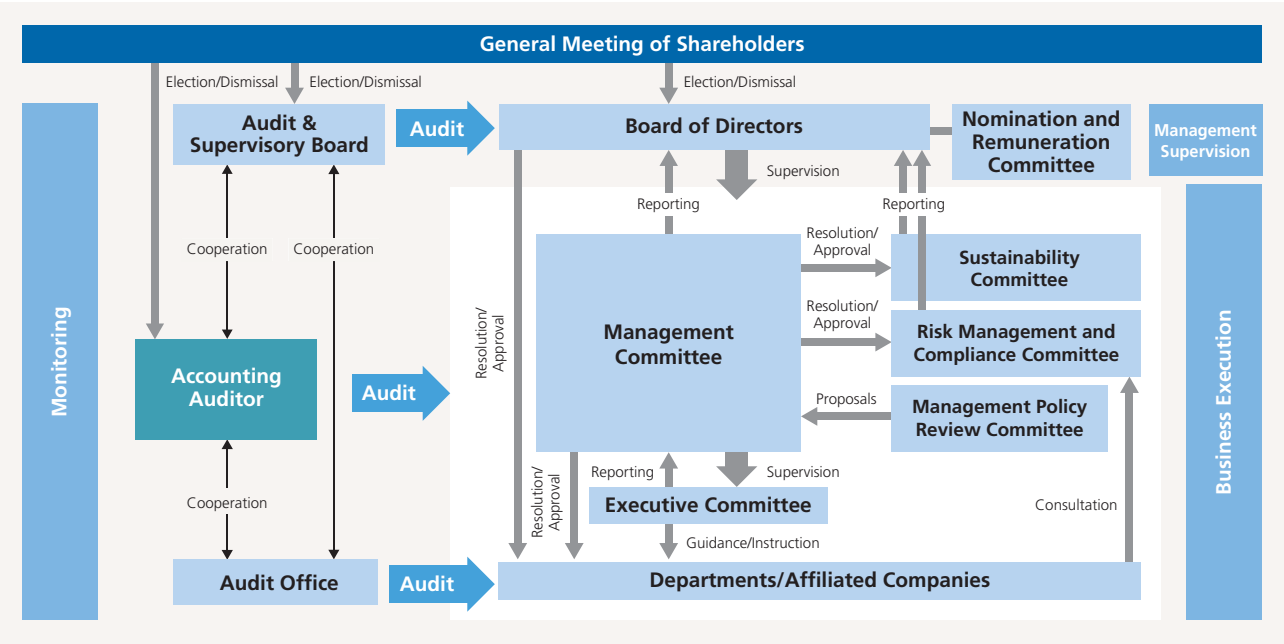 General Meeting of Shareholders
Election/Dismissal
Election/Dismissal
Election/Dismissal
Audit &
Supervisory Board
Audit
Board of Directors
Nomination and
Remuneration
Committee
Management
Supervision
Supervision
Reporting
Reporting
Cooperation
Cooperation
Resolution/
Approval
Sustainability
Committee
Monitoring
Resolution/
Approval
Management
Committee
Resolution/
Approval
Risk Management and
Compliance Committee
Business Execution
Accounting
Auditor
Audit
Proposals
Management Policy
Review Committee
Cooperation
Resolution/
Approval
Reporting
Supervision
Executive Committee
Consultation
Guidance/Instruction
Audit Office
Audit
Departments/Affiliated Companies